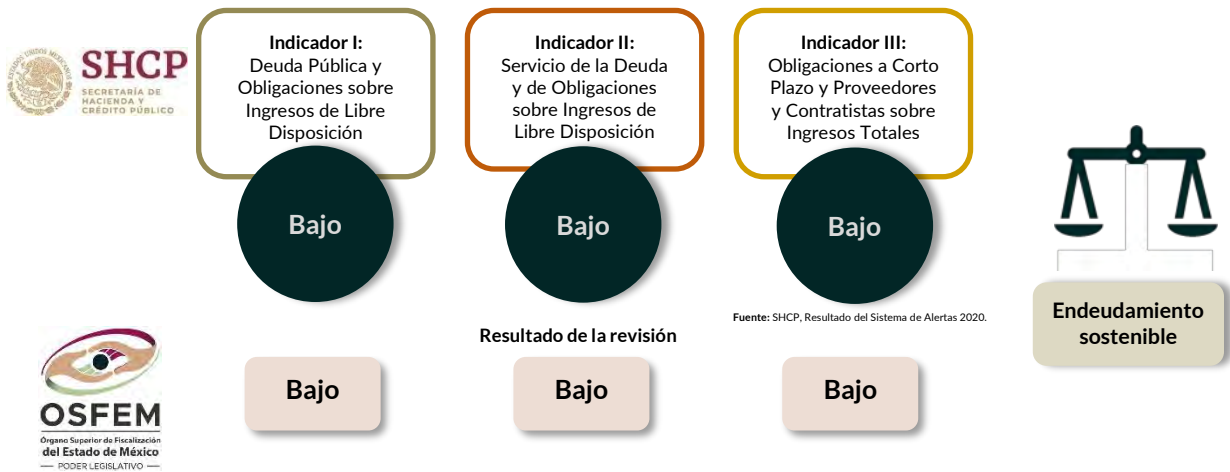 SHCP
SECRETARÍA DE
HACIENDA Y
CRÉDITO PÚBLICO
Indicador I:
Deuda Pública y
Obligaciones sobre
Ingresos de Libre
Disposición
Bajo
Indicador II:
Servicio de la Deuda
y de Obligaciones
sobre Ingresos de
Libre Disposición
Bajo
Indicador III:
Obligaciones a Corto
Plazo y Proveedores
y Contratistas sobre
Ingresos Totales
Bajo
Fuente: SHCP, Resultado del Sistema de Alertas 2020.
Endeudamiento
sostenible
Resultado de la revisión
OSFEM
Órgano Superior de Fiscalización
del Estado de México
PODER LEGISLATIVO
Bajo
Bajo
Bajo